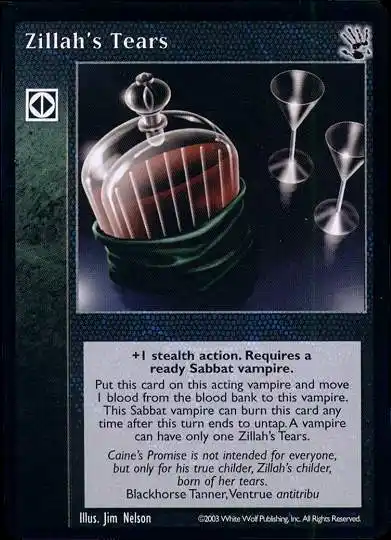 Zillah's Tears
+1 stealth action. Requires a
ready Sabbat vampire.
Put this card on this acting vampire and move
1 blood from the blood bank to this vampire.
This Sabbat vampire can burn this card any
time after this turn ends to untap. A vampire
can have only one Zillah's Tears.
Caine's Promise is not intended for everyone,
but only for his true childer, Zillah's childer,
born of her tears.
Blackhorse Tanner, Ventrue antitribu
Illus. Jim Nelson
©2003 White Wolf Publishing, Inc. All Rights Reserved.